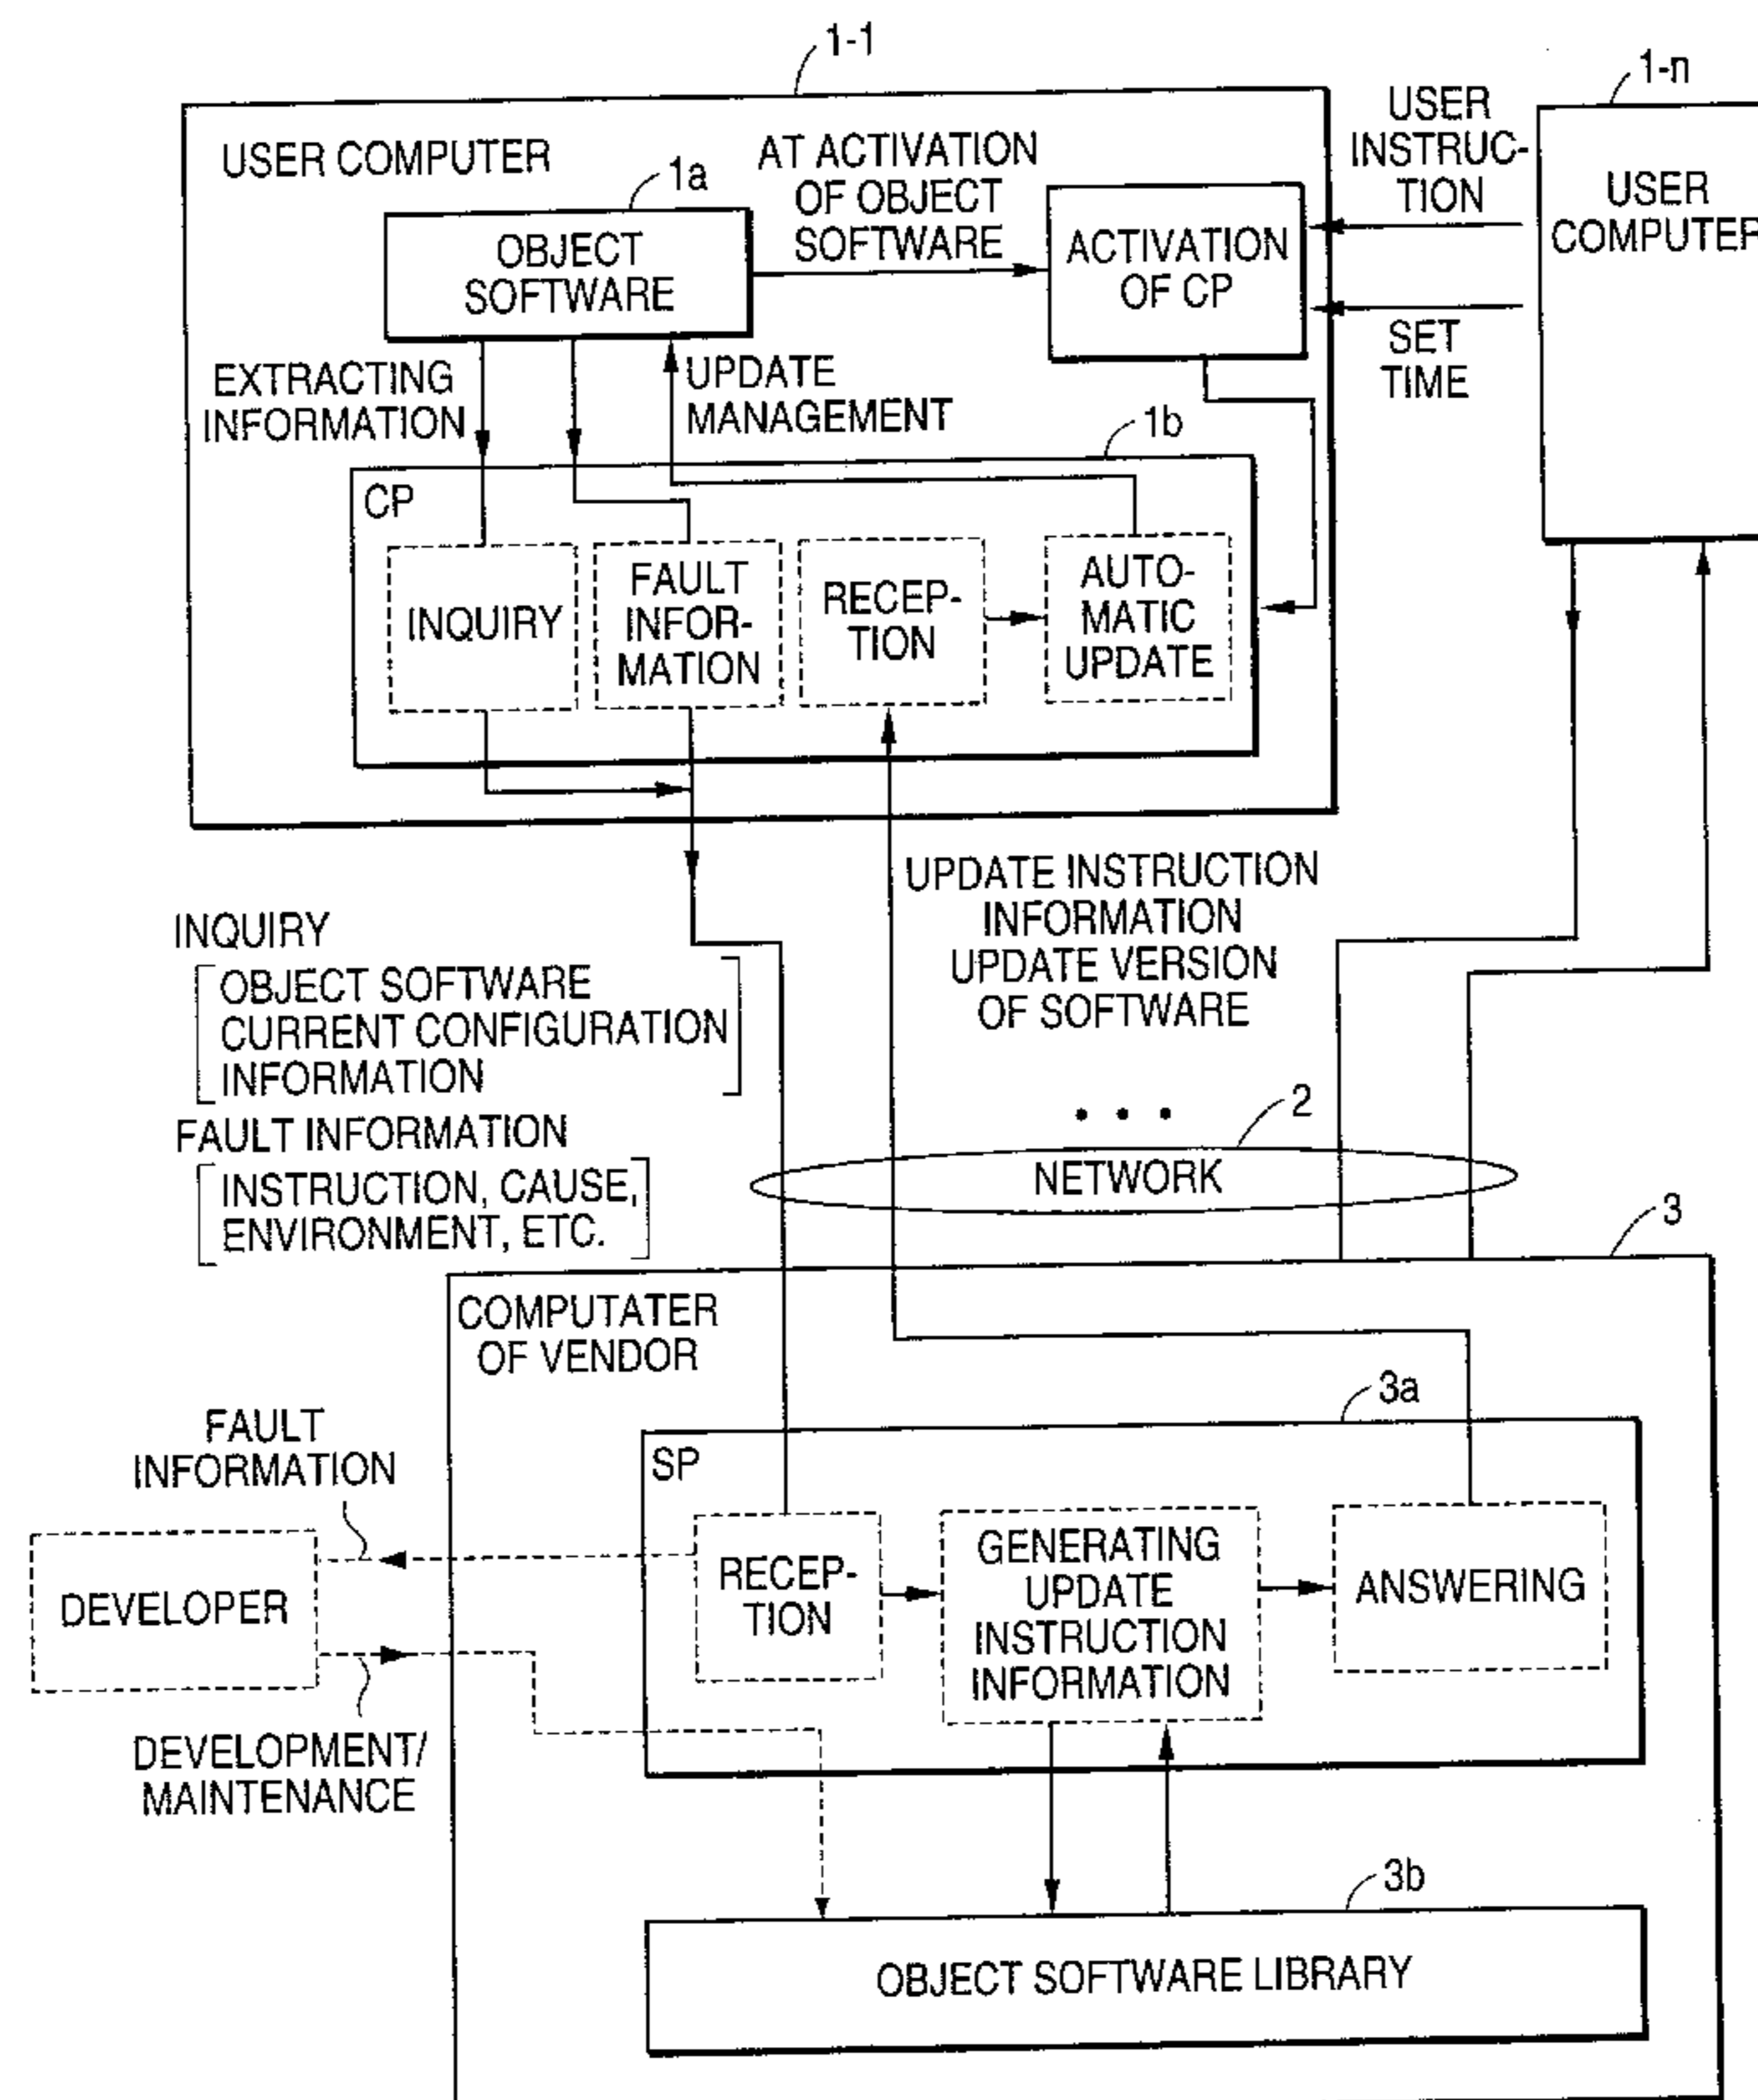 1-1
1-n
USER COMPUTER
1a
AT ACTIVATION
OF OBJECT
SOFTWARE
USER
INSTRUC-
TION
USER
COMPUTER
OBJECT
SOFTWARE
ACTIVATION
OF CP
SET
TIME
EXTRACTING
INFORMATION
UPDATE
MANAGEMENT
1b
CP
INQUIRY
FAULT
INFOR-
MATION
RECEP-
TION
AUTO-
MATIC
UPDATE
UPDATE INSTRUCTION
INFORMATION
UPDATE VERSION
OF SOFTWARE
INQUIRY
OBJECT SOFTWARE
CURRENT CONFIGURATION
INFORMATION
FAULT INFORMATION
INSTRUCTION, CAUSE,
ENVIRONMENT, ETC.
• • •
2
NETWORK
3
COMPUTATER
OF VENDOR
3a
SP
FAULT
INFORMATION
DEVELOPER
RECEP-
TION
GENERATING
UPDATE
INSTRUCTION
INFORMATION
ANSWERING
DEVELOPMENT/
MAINTENANCE
3b
OBJECT SOFTWARE LIBRARY